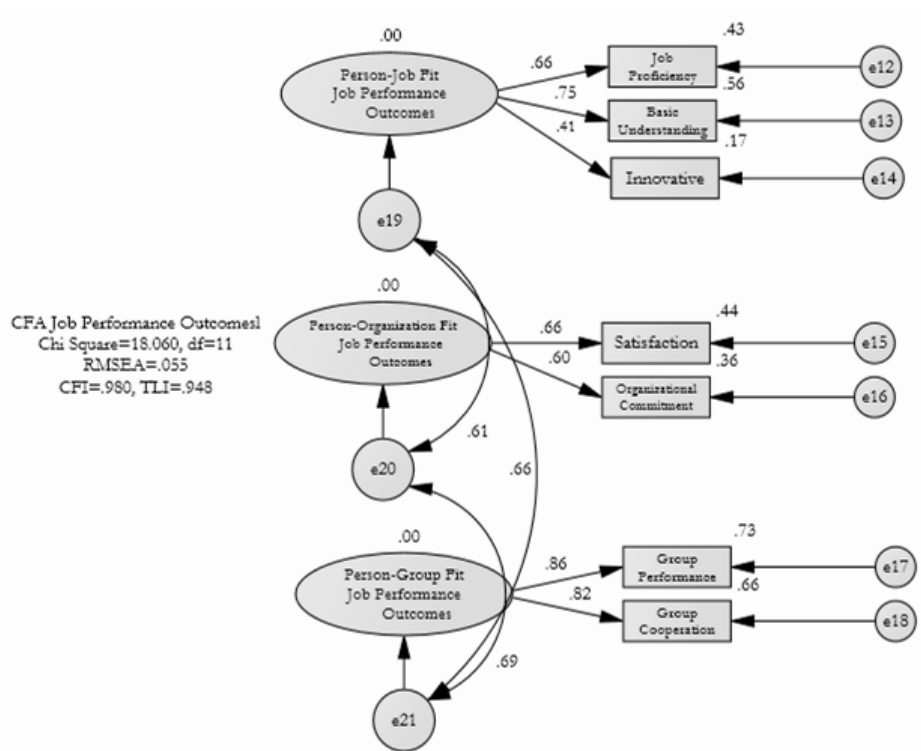 .00
Person-Job Fit
Job Performance
Outcomes
.66
.75
.41
.43
Job
Proficiency
.56
Basic
Understanding
.17
Innovative
e12
e13
e14
e19
.00
Person-Organization Fit
Job Performance
Outcomes
.66
.60
.44
Satisfaction
.36
Organizational
Commitment
e15
e16
CFA Job Performance Outcomes1
Chi Square=18.060, df=11
RMSEA=.055
CFI=.980, TLI=.948
.61
e20
.66
.00
Person-Group Fit
Job Performance
Outcomes
.86
.82
.73
Group
Performance
.66
Group
Cooperation
e17
e18
.69
e21